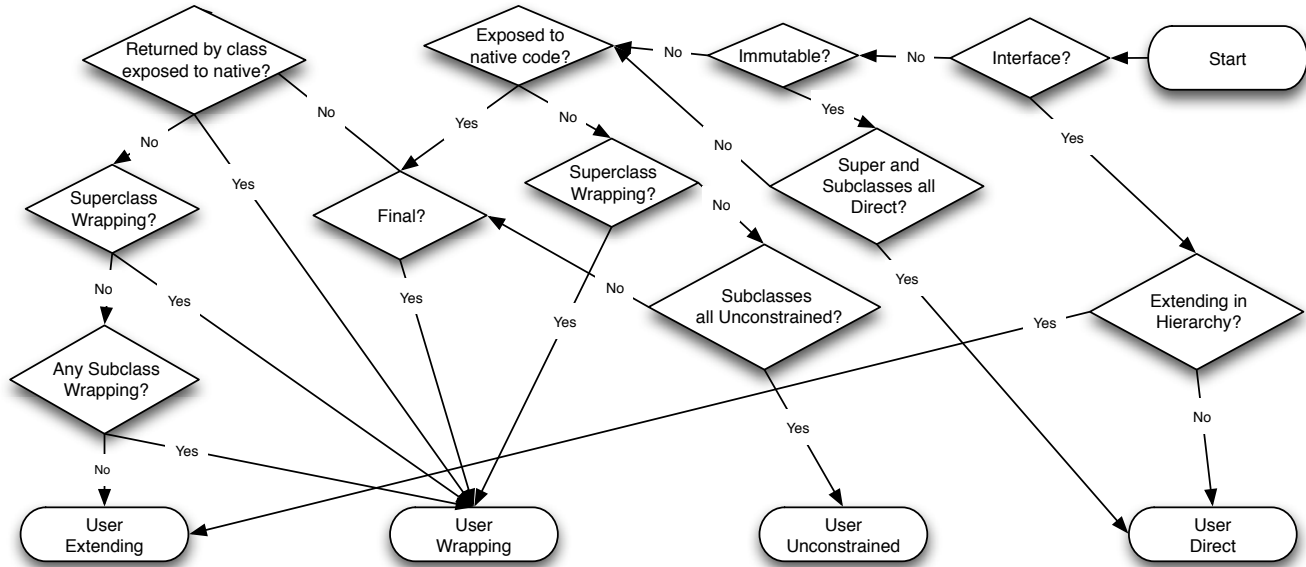 Returned by class
exposed to native?
Exposed to
native code?
Immutable?
Interface?
Start
No
No
No
No
Yes
No
Yes
Yes
No
Yes
No
Superclass
Wrapping?
Final?
Superclass
Wrapping?
Super and
Subclasses all
Direct?
No
No
Yes
Yes
No
Yes
Yes
Yes
Subclasses
all Unconstrained?
Extending in
Hierarchy?
Yes
Any Subclass
Wrapping?
No
Yes
Yes
No
User
Extending
User
Wrapping
User
Unconstrained
User
Direct